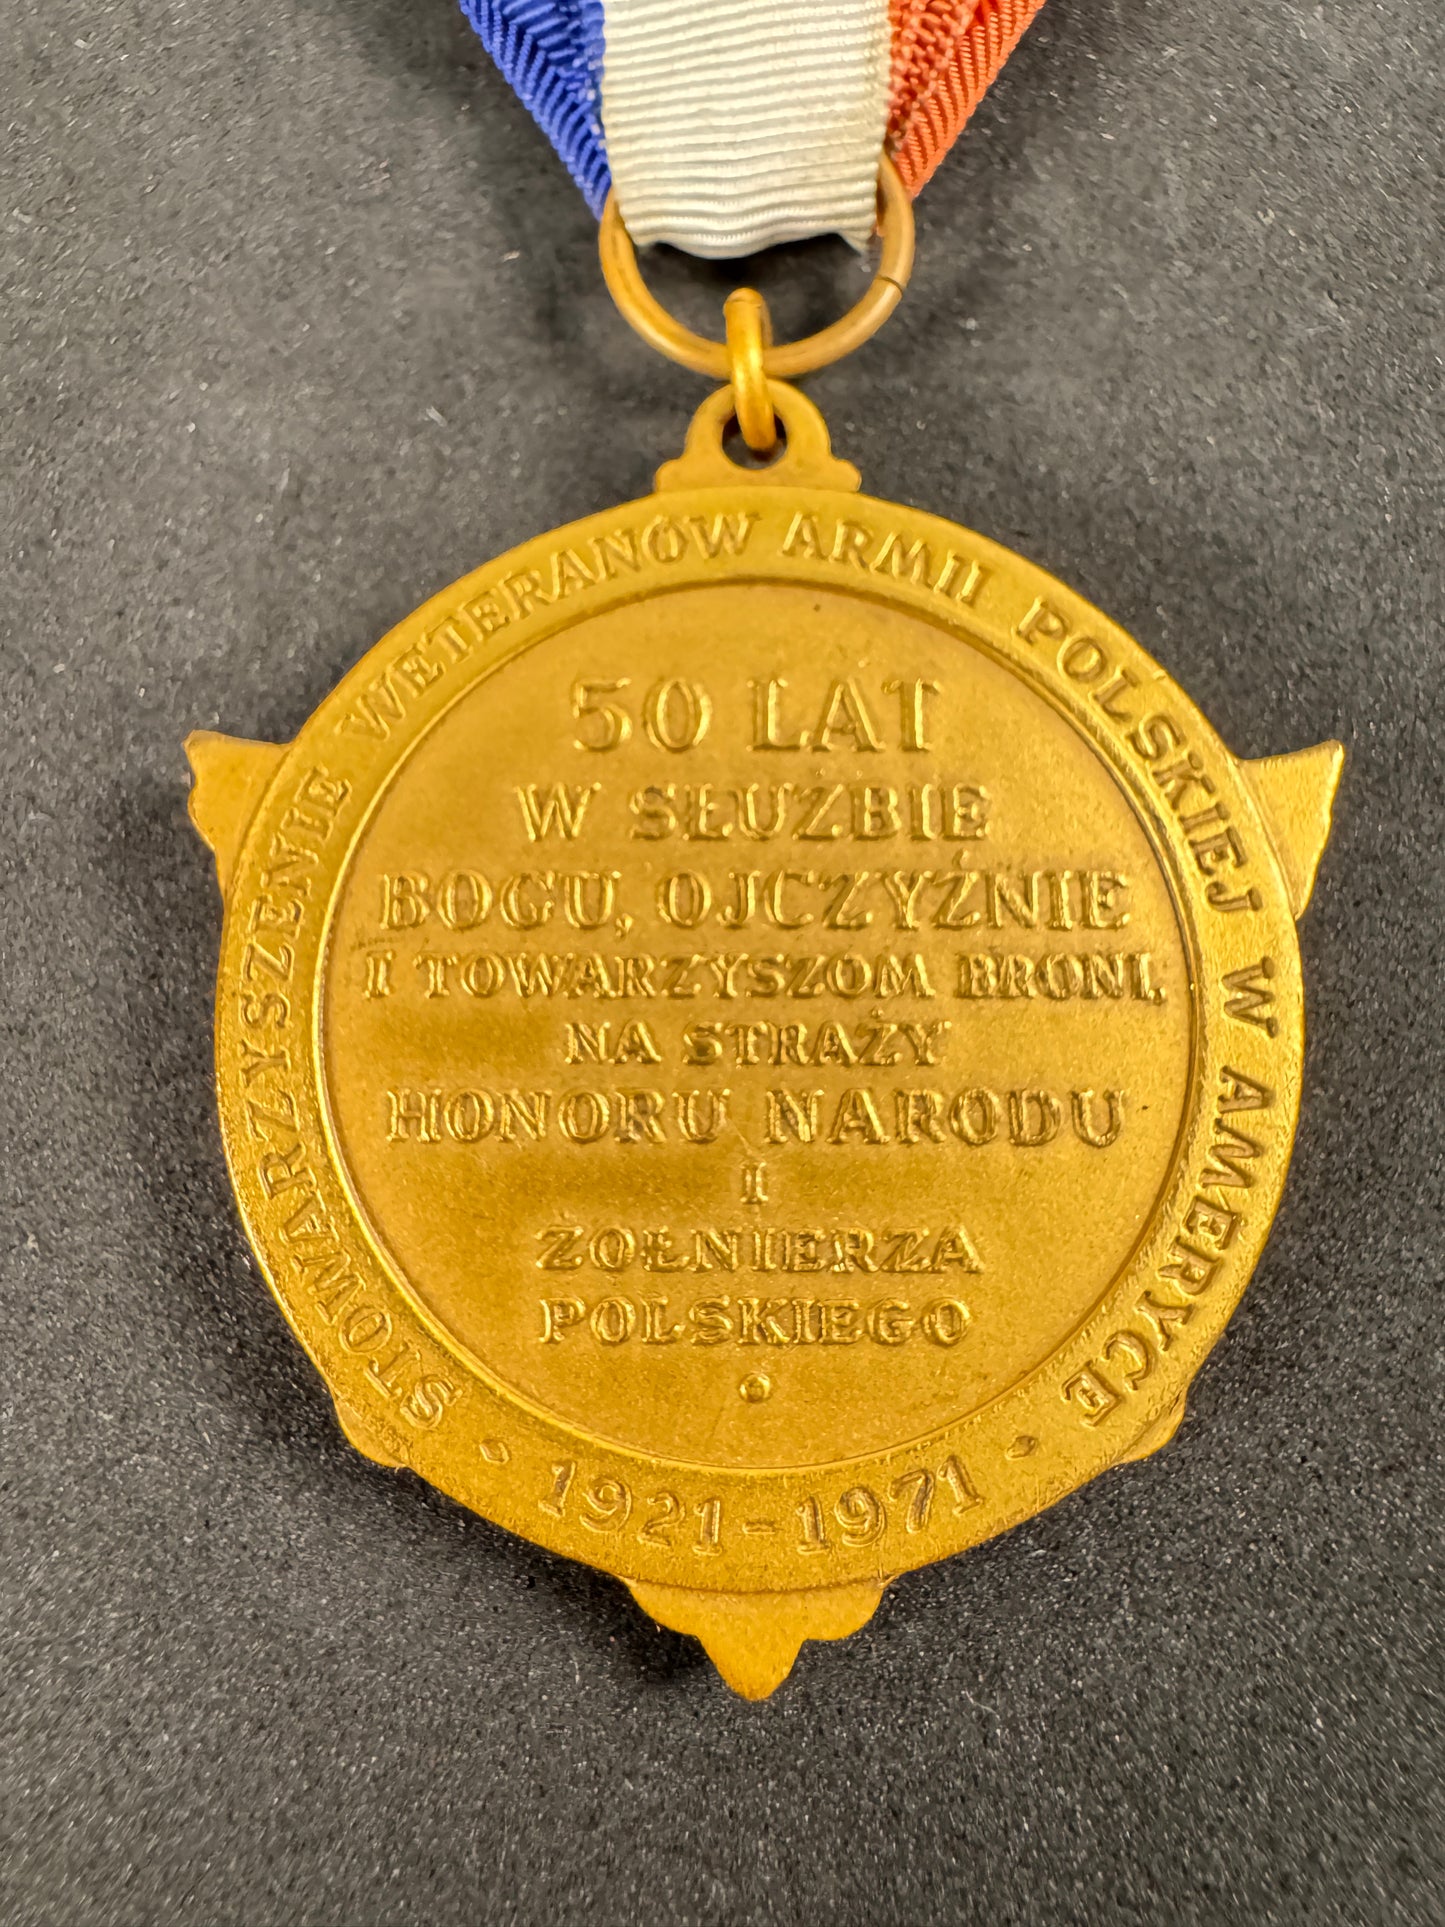 STOWARZYSZENIE WETERANÓW ARMII POLSKIEJ W AMERYCE
50 LAT
W SŁUŻBIE
BOGU, OJCZYŹNIE
I TOWARZYSZOM BRONI,
NA STRAŻY
HONORU NARODU
I
ŻOŁNIERZA
POLSKIEGO
• 1921-1971 •